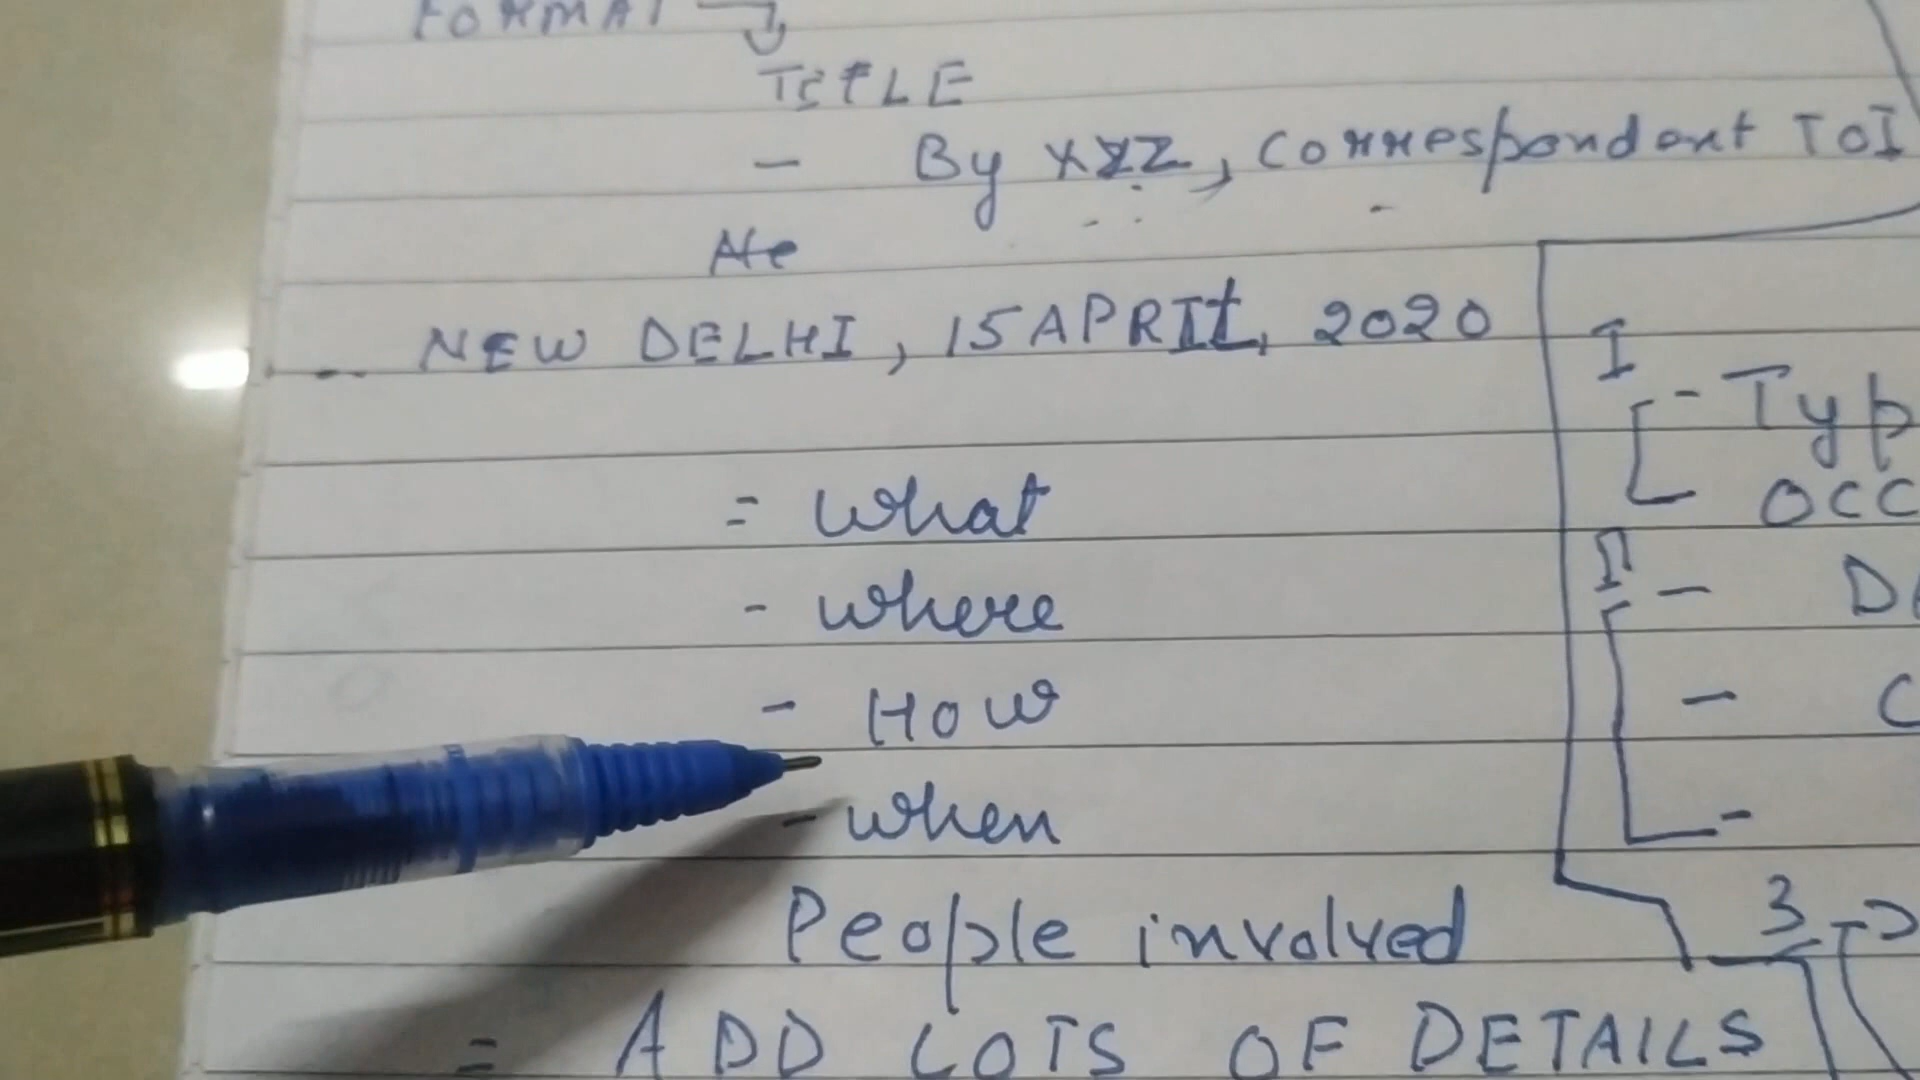 FORMAT
TITLE
- By XYZ, Correspondent TOI
NEW DELHI, 15 APRIL, 2020
= what
- where
- How
- when
People involved
= ADD LOTS OF DETAILS
I
- Typ
OCC
II
-
- C
-
3